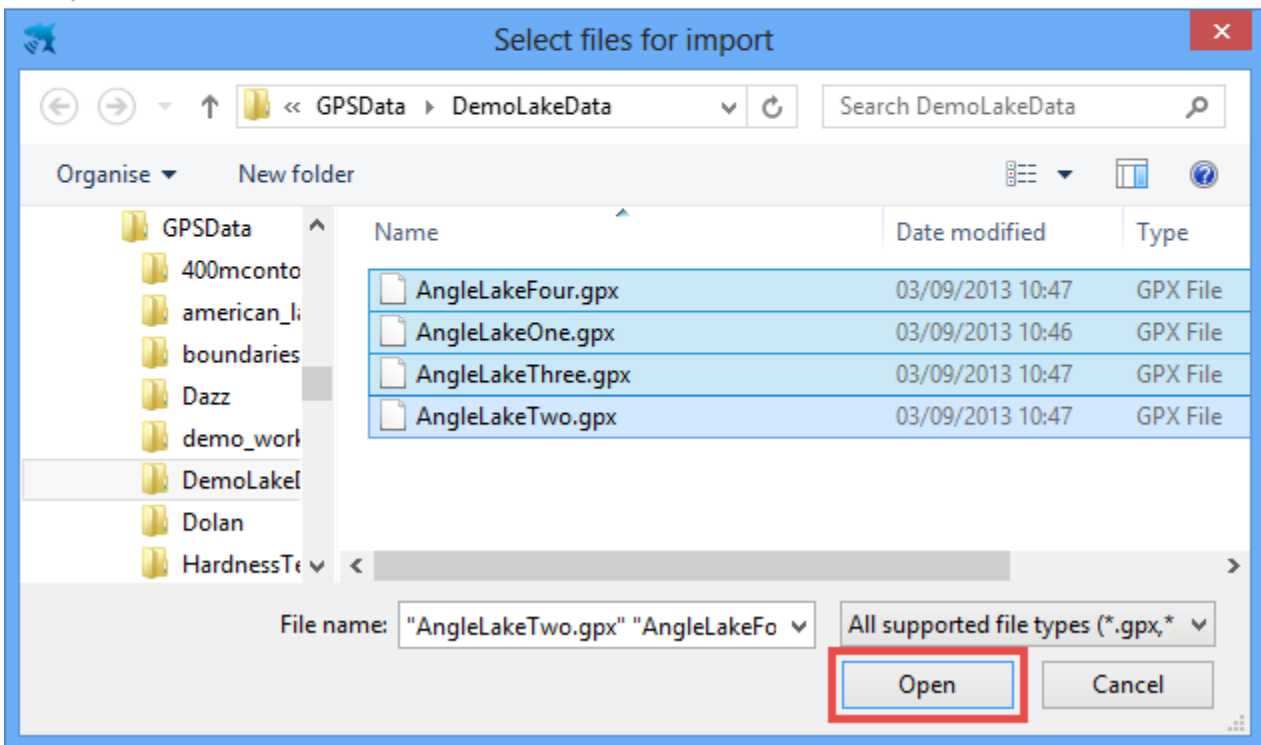 Select files for import
« GPSData DemoLakeData Search DemoLakeData
Organise New folder
GPSData
400mconto
american_la
boundaries
Dazz
demo_work
DemoLakeD
Dolan
HardnessTe
Name Date modified Type
AngleLakeFour.gpx 03/09/2013 10:47 GPX File
AngleLakeOne.gpx 03/09/2013 10:46 GPX File
AngleLakeThree.gpx 03/09/2013 10:47 GPX File
AngleLakeTwo.gpx 03/09/2013 10:47 GPX File
File name: "AngleLakeTwo.gpx" "AngleLakeFo All supported file types (*.gpx,*
Open Cancel